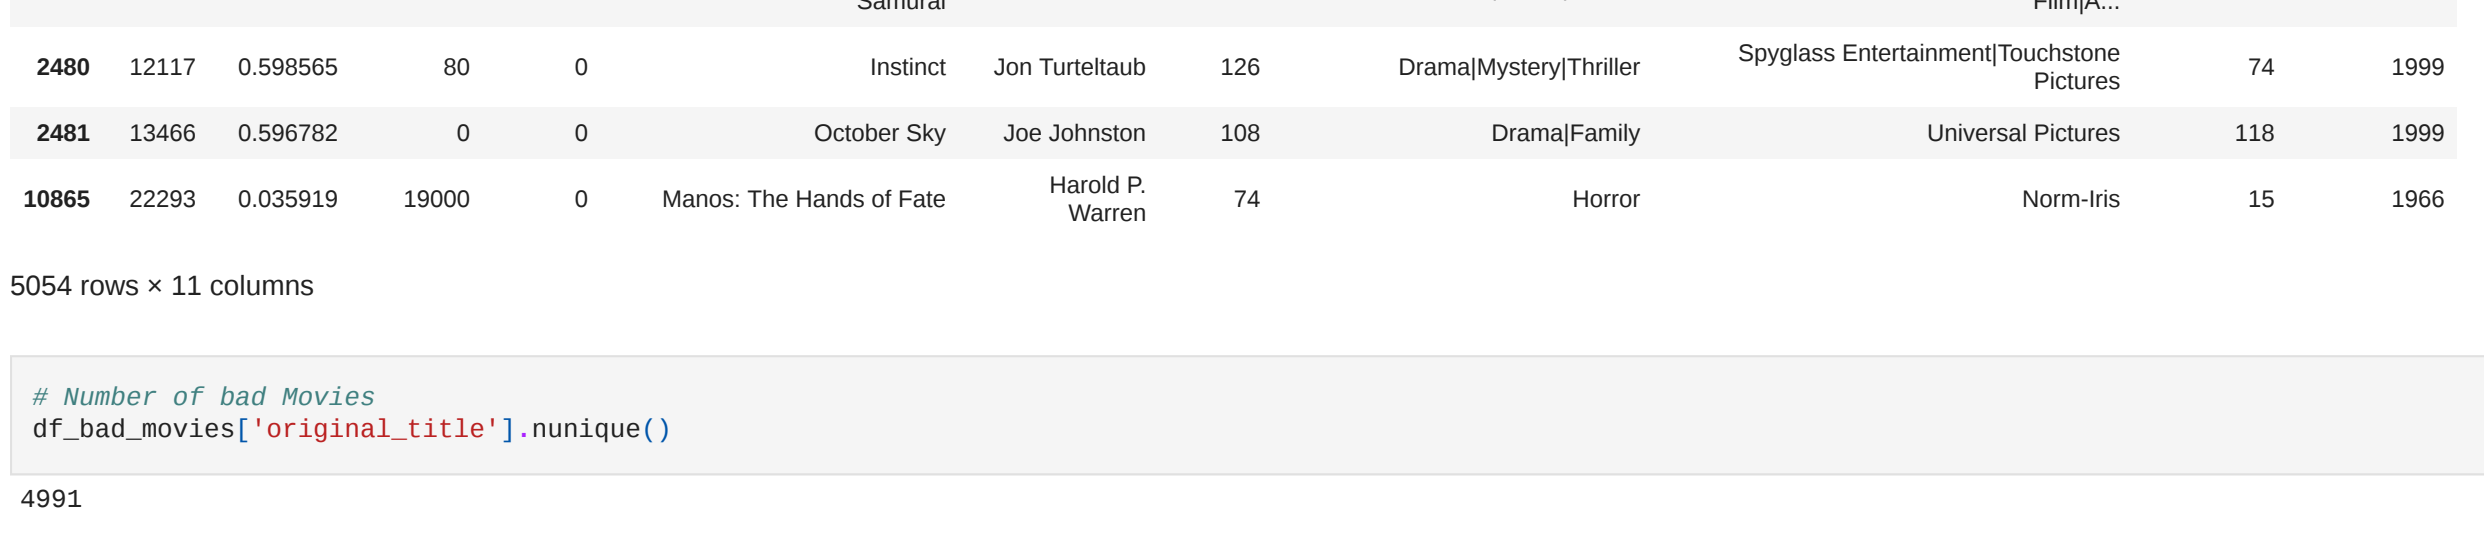 Samurai Film|A...
2480 12117 0.598565 80 0 Instinct Jon Turteltaub 126 Drama|Mystery|Thriller Spyglass Entertainment|Touchstone Pictures 74 1999
2481 13466 0.596782 0 0 October Sky Joe Johnston 108 Drama|Family Universal Pictures 118 1999
10865 22293 0.035919 19000 0 Manos: The Hands of Fate Harold P. Warren 74 Horror Norm-Iris 15 1966
5054 rows × 11 columns
# Number of bad Movies
df_bad_movies['original_title'].nunique()
4991